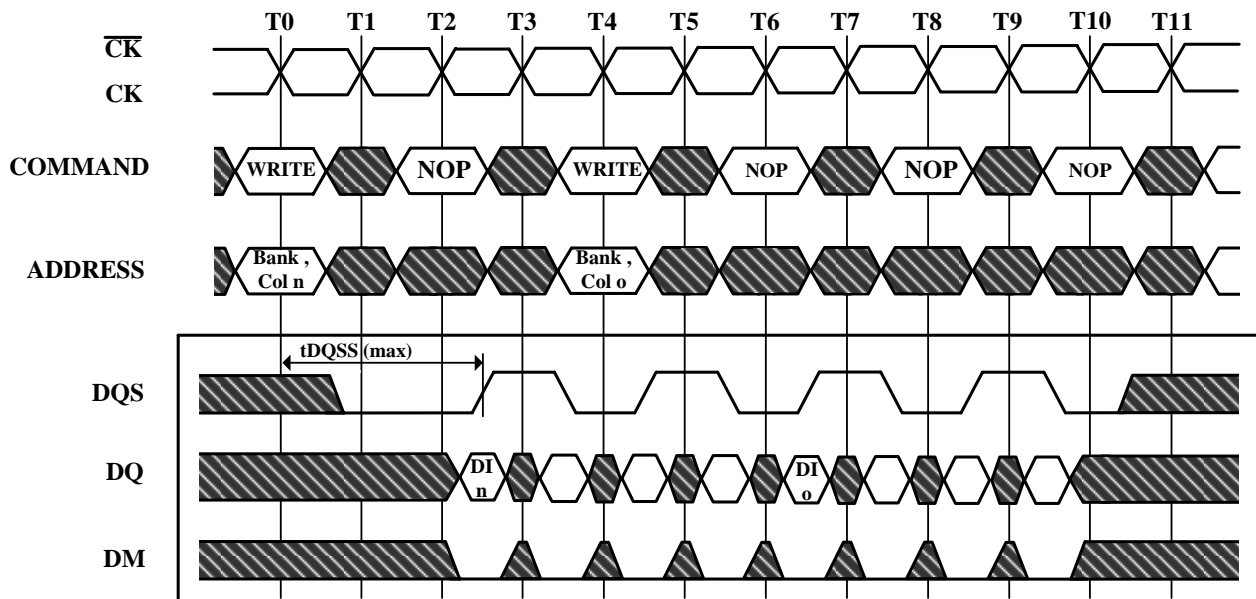 T0 T1 T2 T3 T4 T5 T6 T7 T8 T9 T10 T11
CK
CK
COMMAND
WRITE NOP WRITE NOP NOP NOP
ADDRESS
Bank , Bank ,
Col n Col o
tDQSS (max)
DQS
DQ
DI DI
n o
DM